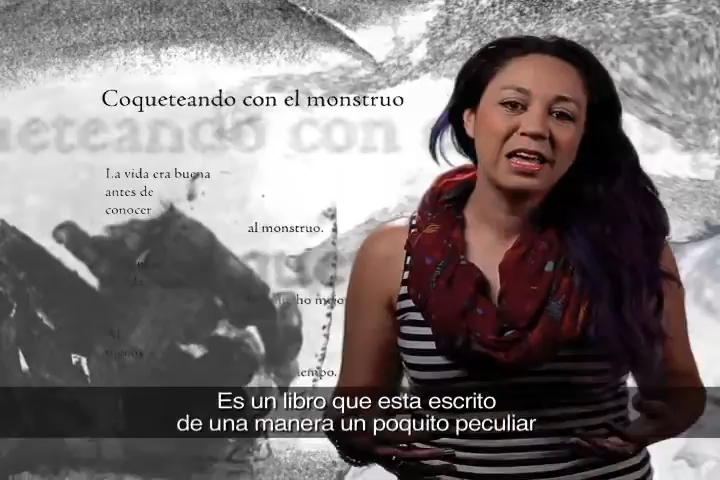 Coqueteando con el monstruo
La vida era buena
antes de
conocer
al monstruo.
Es un libro que esta escrito
de una manera un poquito peculiar